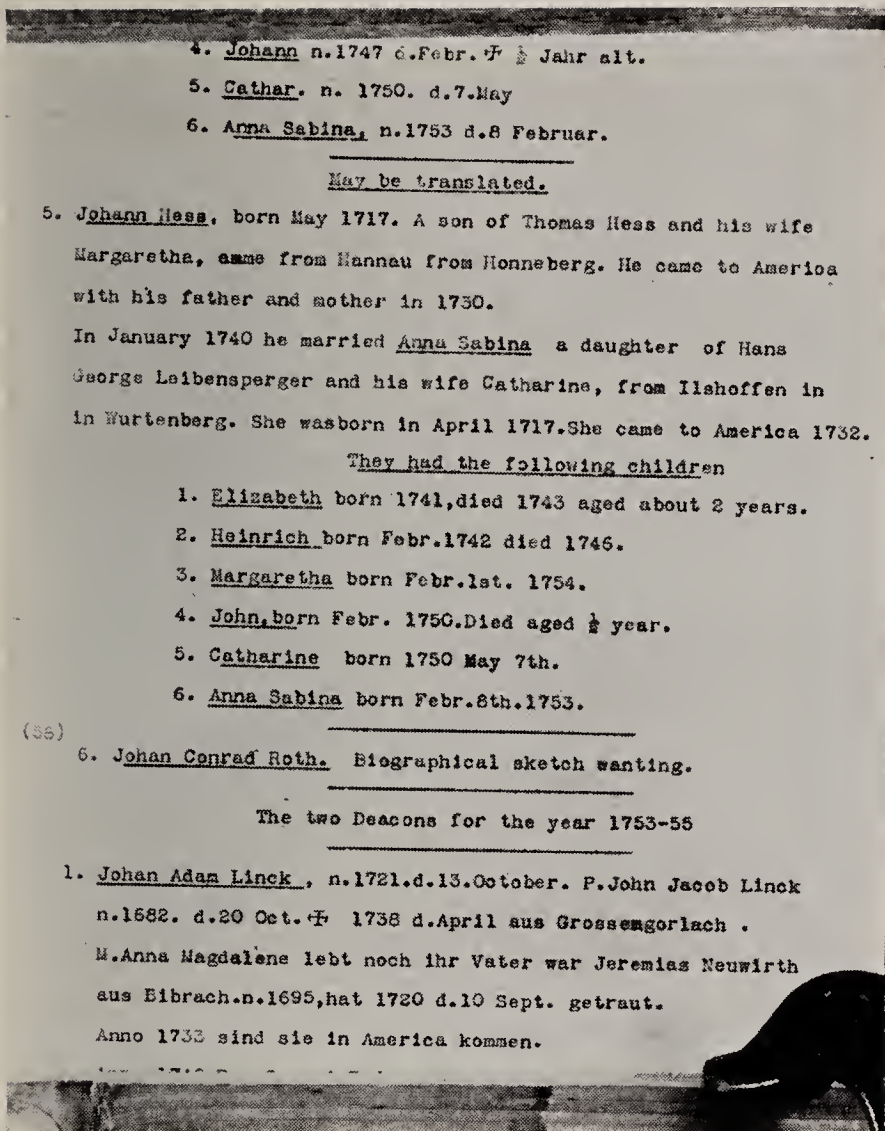 4. Johann n.1747 d.Febr. ✠ ½ Jahr alt.
5. Cathar. n. 1750. d.7.May
6. Anna Sabina, n.1753 d.8 Februar.
May be translated.
5. Johann Hess, born May 1717. A son of Thomas Hess and his wife
Margaretha, came from Hannau from Honneberg. He came to America
with his father and mother in 1730.
In January 1740 he married Anna Sabina a daughter of Hans
George Leibensperger and his wife Catharine, from Ilshoffen in
in Wurtenberg. She wasborn in April 1717.She came to America 1732.
They had the following children
1. Elizabeth born 1741,died 1743 aged about 2 years.
2. Heinrich born Febr.1742 died 1746.
3. Margaretha born Febr.1st. 1754.
4. John,born Febr. 1750.Died aged ½ year.
5. Catharine born 1750 May 7th.
6. Anna Sabina born Febr.8th.1753.
(36)
6. Johan Conrad Roth. Biographical sketch wanting.
The two Deacons for the year 1753-55
1. Johan Adam Linck , n.1721.d.13.October. P.John Jacob Linck
n.1682. d.20 Oct.✠ 1738 d.April aus Grossemgorlach .
M.Anna Magdalene lebt noch ihr Vater war Jeremias Neuwirth
aus Eibrach.n.1695,hat 1720 d.10 Sept. getraut.
Anno 1733 sind sie in America kommen.